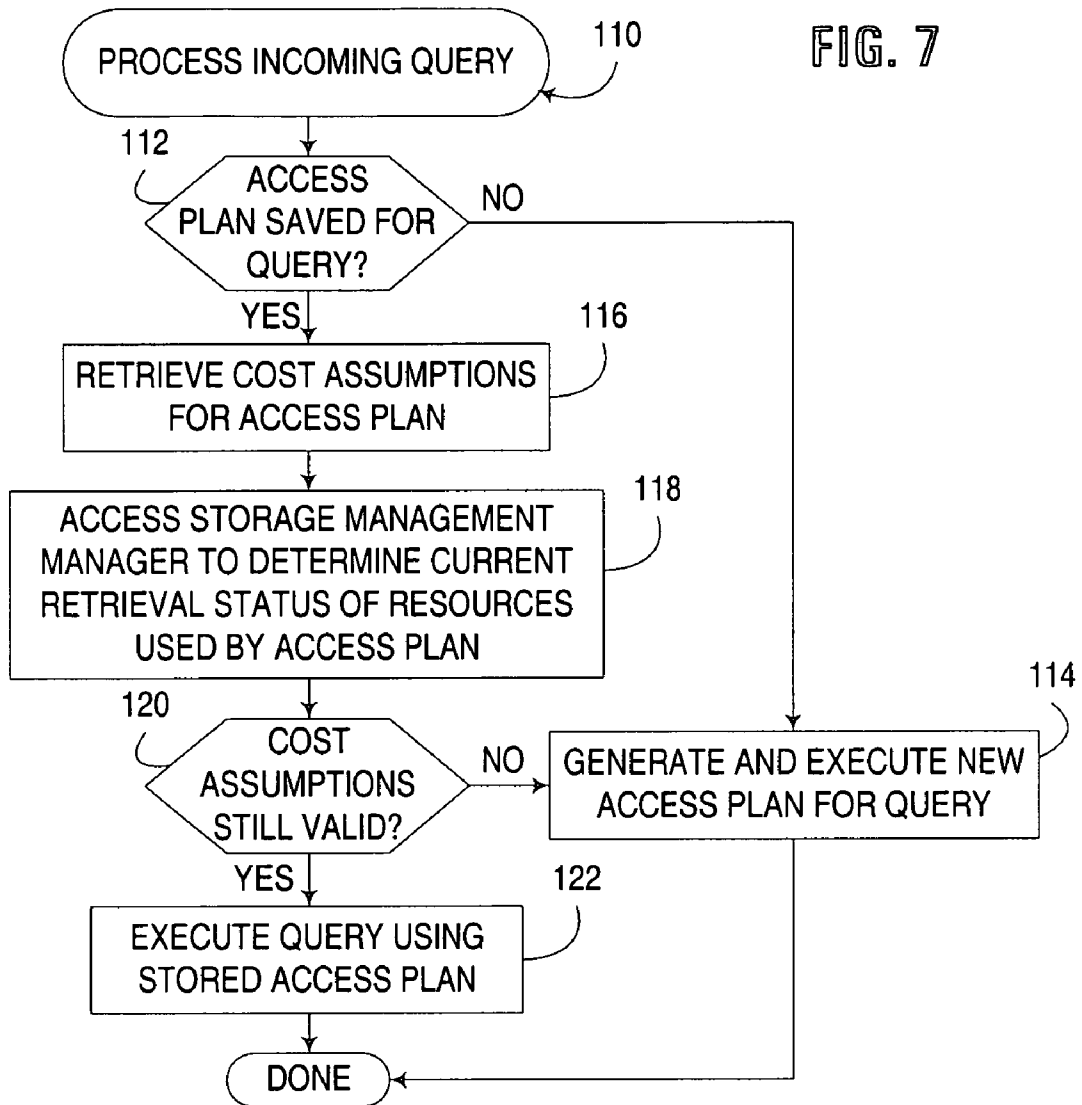 PROCESS INCOMING QUERY
110
FIG. 7
112
ACCESS
PLAN SAVED FOR
QUERY?
NO
YES
116
RETRIEVE COST ASSUMPTIONS
FOR ACCESS PLAN
118
ACCESS STORAGE MANAGEMENT
MANAGER TO DETERMINE CURRENT
RETRIEVAL STATUS OF RESOURCES
USED BY ACCESS PLAN
120
COST
ASSUMPTIONS
STILL VALID?
NO
114
GENERATE AND EXECUTE NEW
ACCESS PLAN FOR QUERY
YES
122
EXECUTE QUERY USING
STORED ACCESS PLAN
DONE